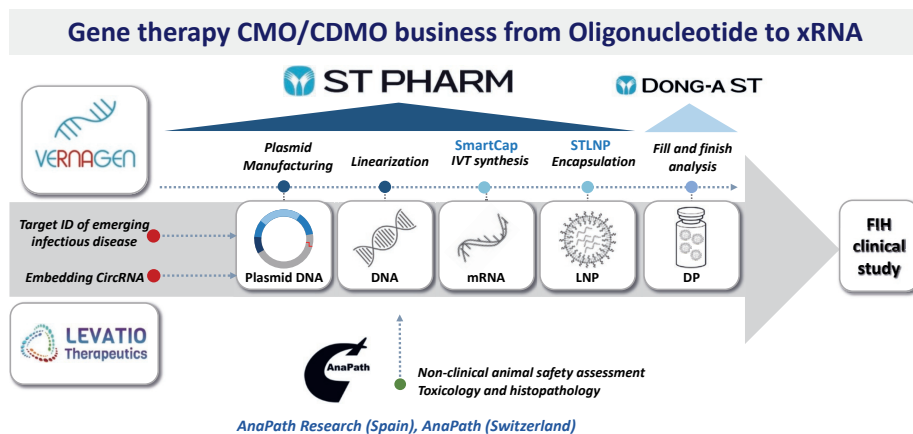 Gene therapy CMO/CDMO business from Oligonucleotide to xRNA
ST PHARM
DONG-A ST
VERNAGEN
Plasmid
Manufacturing
Linearization
SmartCap
IVT synthesis
STLNP
Encapsulation
Fill and finish
analysis
Target ID of emerging
infectious disease
Embedding CircRNA
Plasmid DNA
DNA
mRNA
LNP
DP
FIH
clinical
study
LEVATIO
Therapeutics
AnaPath
Non-clinical animal safety assessment
Toxicology and histopathology
AnaPath Research (Spain), AnaPath (Switzerland)